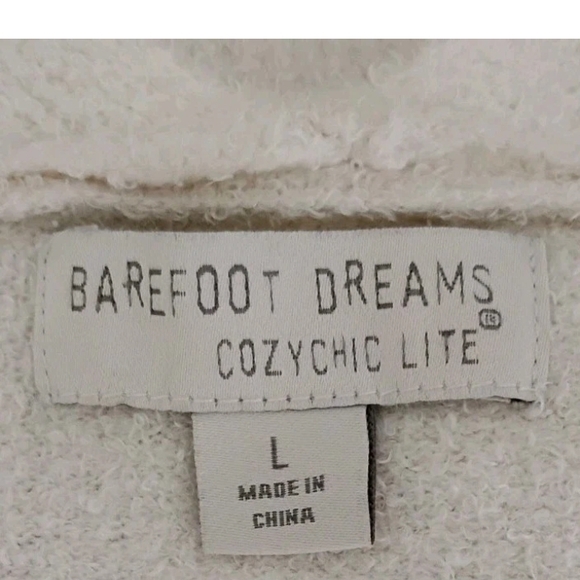 BAREFOOT DREAMS
COZYCHIC LITE®
L
MADE IN
CHINA